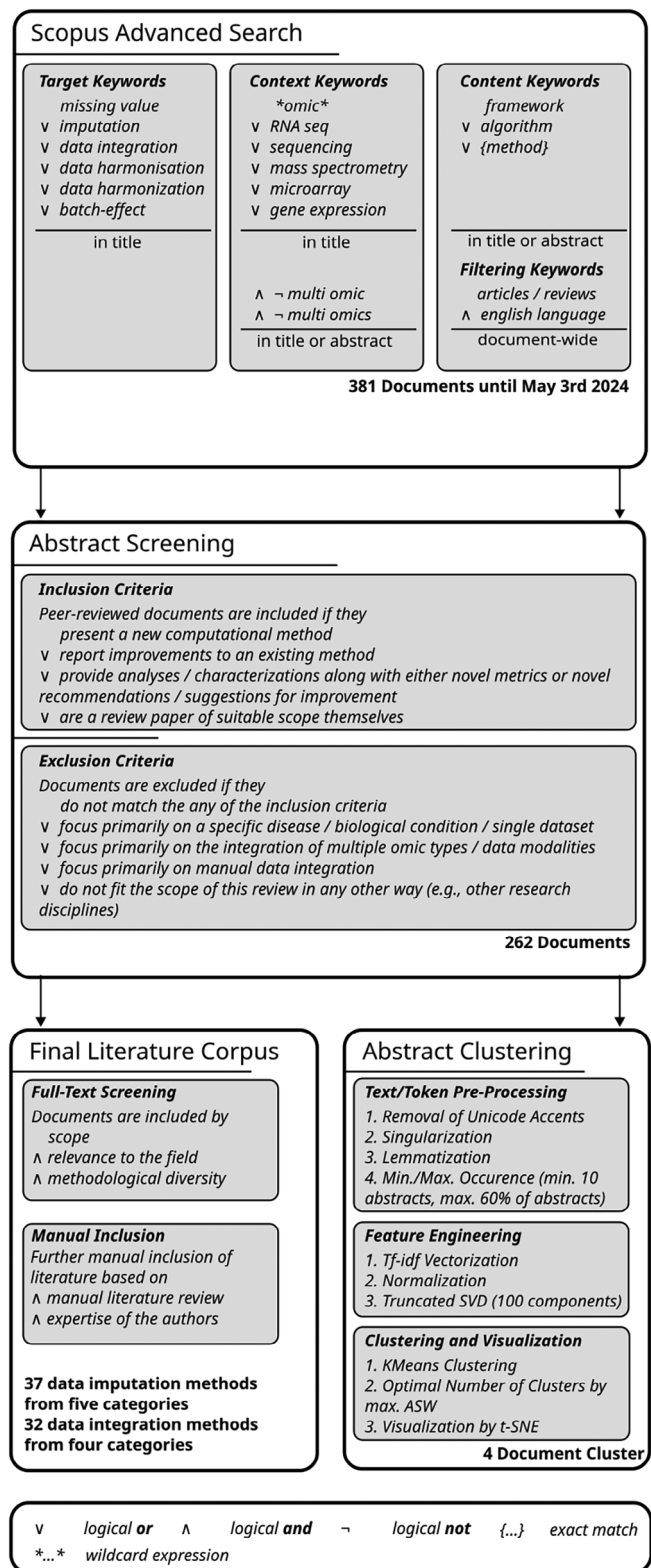 Scopus Advanced Search
Target Keywords
missing value
∨ imputation
∨ data integration
∨ data harmonisation
∨ data harmonization
∨ batch-effect
in title
Context Keywords
*omic*
∨ RNA seq
∨ sequencing
∨ mass spectrometry
∨ microarray
∨ gene expression
in title
∧ ¬ multi omic
∧ ¬ multi omics
in title or abstract
Content Keywords
framework
∨ algorithm
∨ {method}
in title or abstract
Filtering Keywords
articles / reviews
∧ english language
document-wide
381 Documents until May 3rd 2024
Abstract Screening
Inclusion Criteria
Peer-reviewed documents are included if they
present a new computational method
∨ report improvements to an existing method
∨ provide analyses / characterizations along with either novel metrics or novel
recommendations / suggestions for improvement
∨ are a review paper of suitable scope themselves
Exclusion Criteria
Documents are excluded if they
do not match the any of the inclusion criteria
∨ focus primarily on a specific disease / biological condition / single dataset
∨ focus primarily on the integration of multiple omic types / data modalities
∨ focus primarily on manual data integration
∨ do not fit the scope of this review in any other way (e.g., other research
disciplines)
262 Documents
Final Literature Corpus
Full-Text Screening
Documents are included by
scope
∧ relevance to the field
∧ methodological diversity
Manual Inclusion
Further manual inclusion of
literature based on
∧ manual literature review
∧ expertise of the authors
37 data imputation methods
from five categories
32 data integration methods
from four categories
Abstract Clustering
Text/Token Pre-Processing
1. Removal of Unicode Accents
2. Singularization
3. Lemmatization
4. Min./Max. Occurence (min. 10
abstracts, max. 60% of abstracts)
Feature Engineering
1. Tf-idf Vectorization
2. Normalization
3. Truncated SVD (100 components)
Clustering and Visualization
1. KMeans Clustering
2. Optimal Number of Clusters by
max. ASW
3. Visualization by t-SNE
4 Document Cluster
∨ logical or ∧ logical and ¬ logical not {...} exact match
*...* wildcard expression